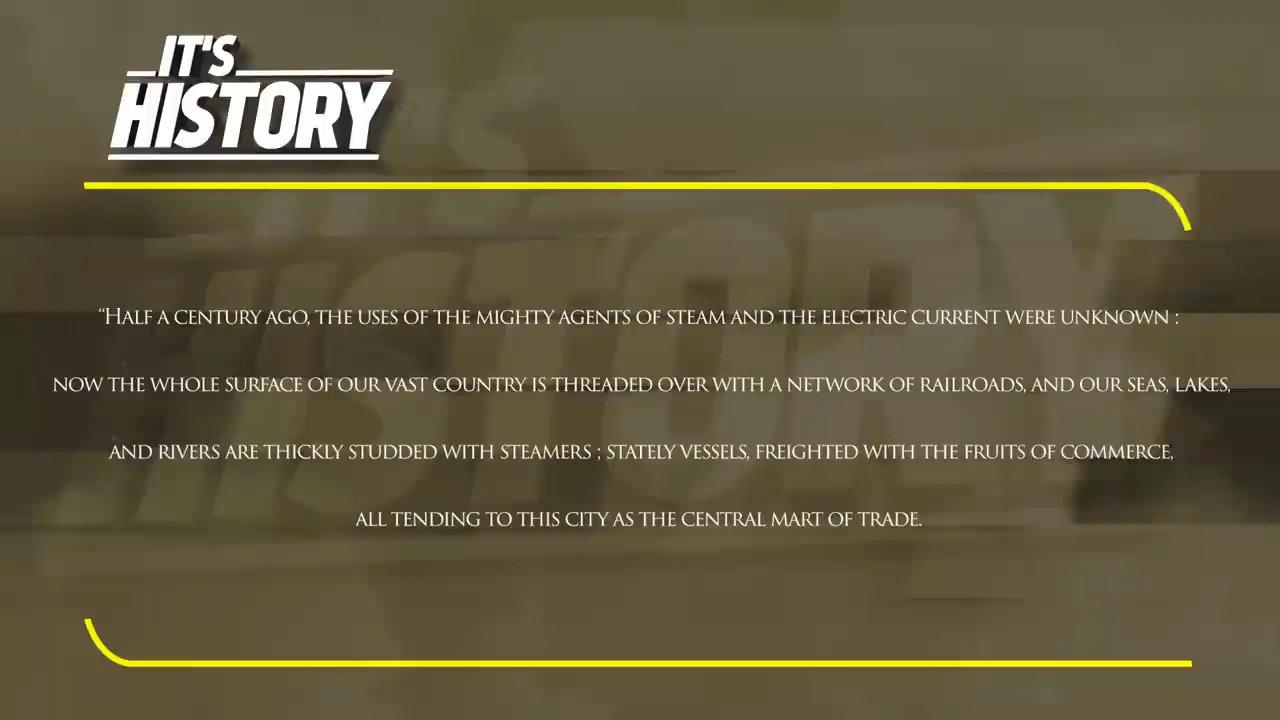 IT'S
HISTORY
“HALF A CENTURY AGO, THE USES OF THE MIGHTY AGENTS OF STEAM AND THE ELECTRIC CURRENT WERE UNKNOWN :
NOW THE WHOLE SURFACE OF OUR VAST COUNTRY IS THREADED OVER WITH A NETWORK OF RAILROADS, AND OUR SEAS, LAKES,
AND RIVERS ARE THICKLY STUDDED WITH STEAMERS ; STATELY VESSELS, FREIGHTED WITH THE FRUITS OF COMMERCE,
ALL TENDING TO THIS CITY AS THE CENTRAL MART OF TRADE.